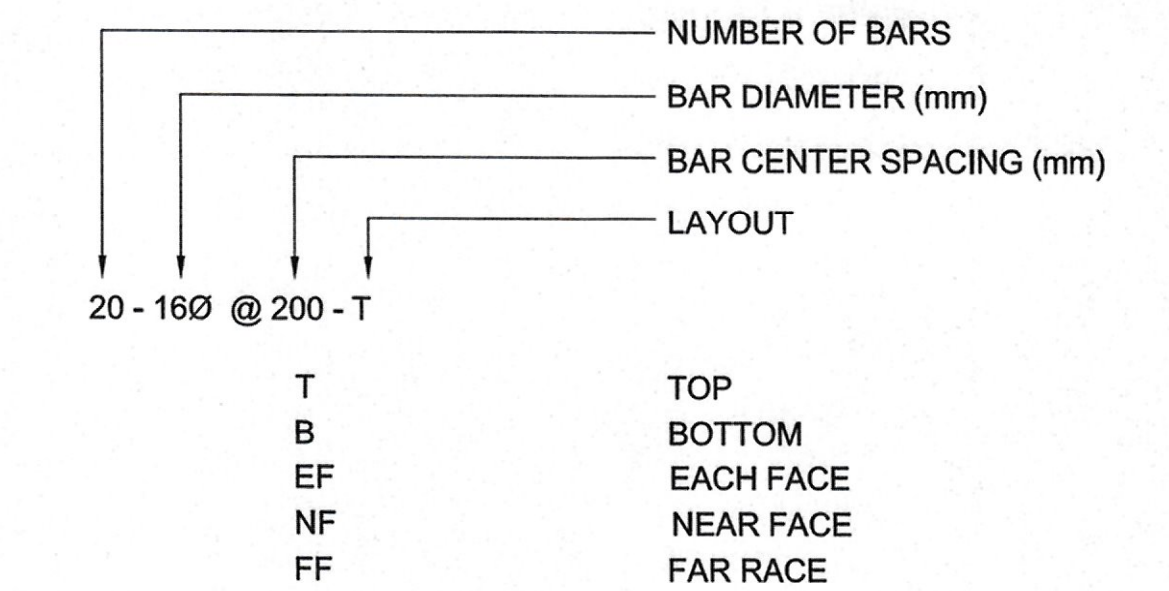 NUMBER OF BARS
BAR DIAMETER (mm)
BAR CENTER SPACING (mm)
LAYOUT
20 - 16Ø @ 200 - T
T TOP
B BOTTOM
EF EACH FACE
NF NEAR FACE
FF FAR RACE